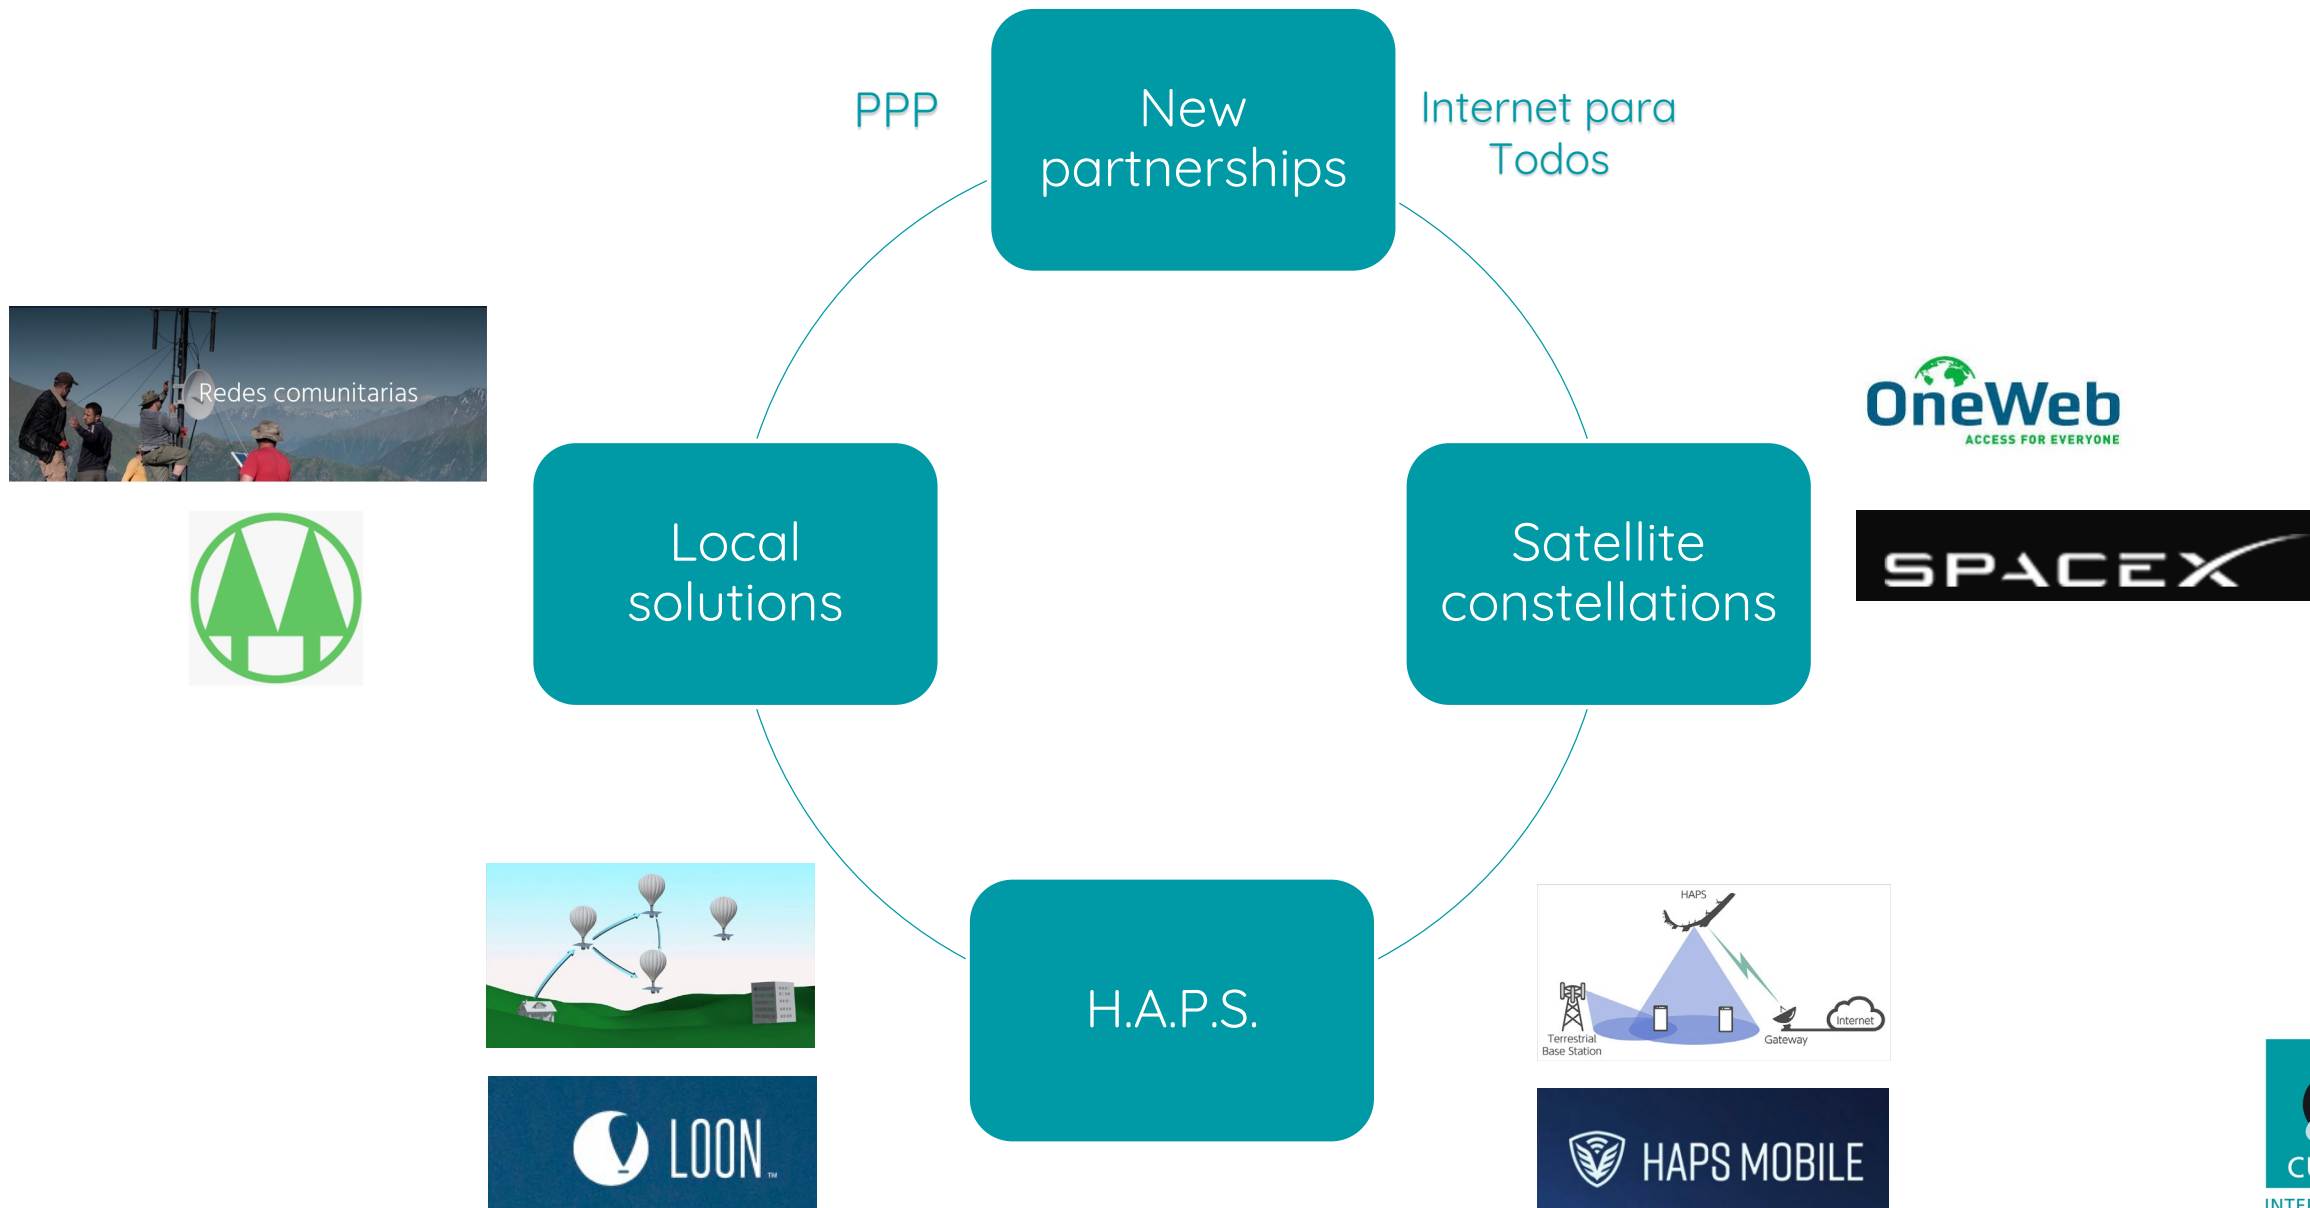 New
partnerships
PPP
Internet para
Todos
Redes comunitarias
OneWeb
ACCESS FOR EVERYONE
Local
solutions
Satellite
constellations
SPACEX
H.A.P.S.
HAPS
Terrestrial
Base Station
Gateway
Internet
LOON
TM
HAPS MOBILE